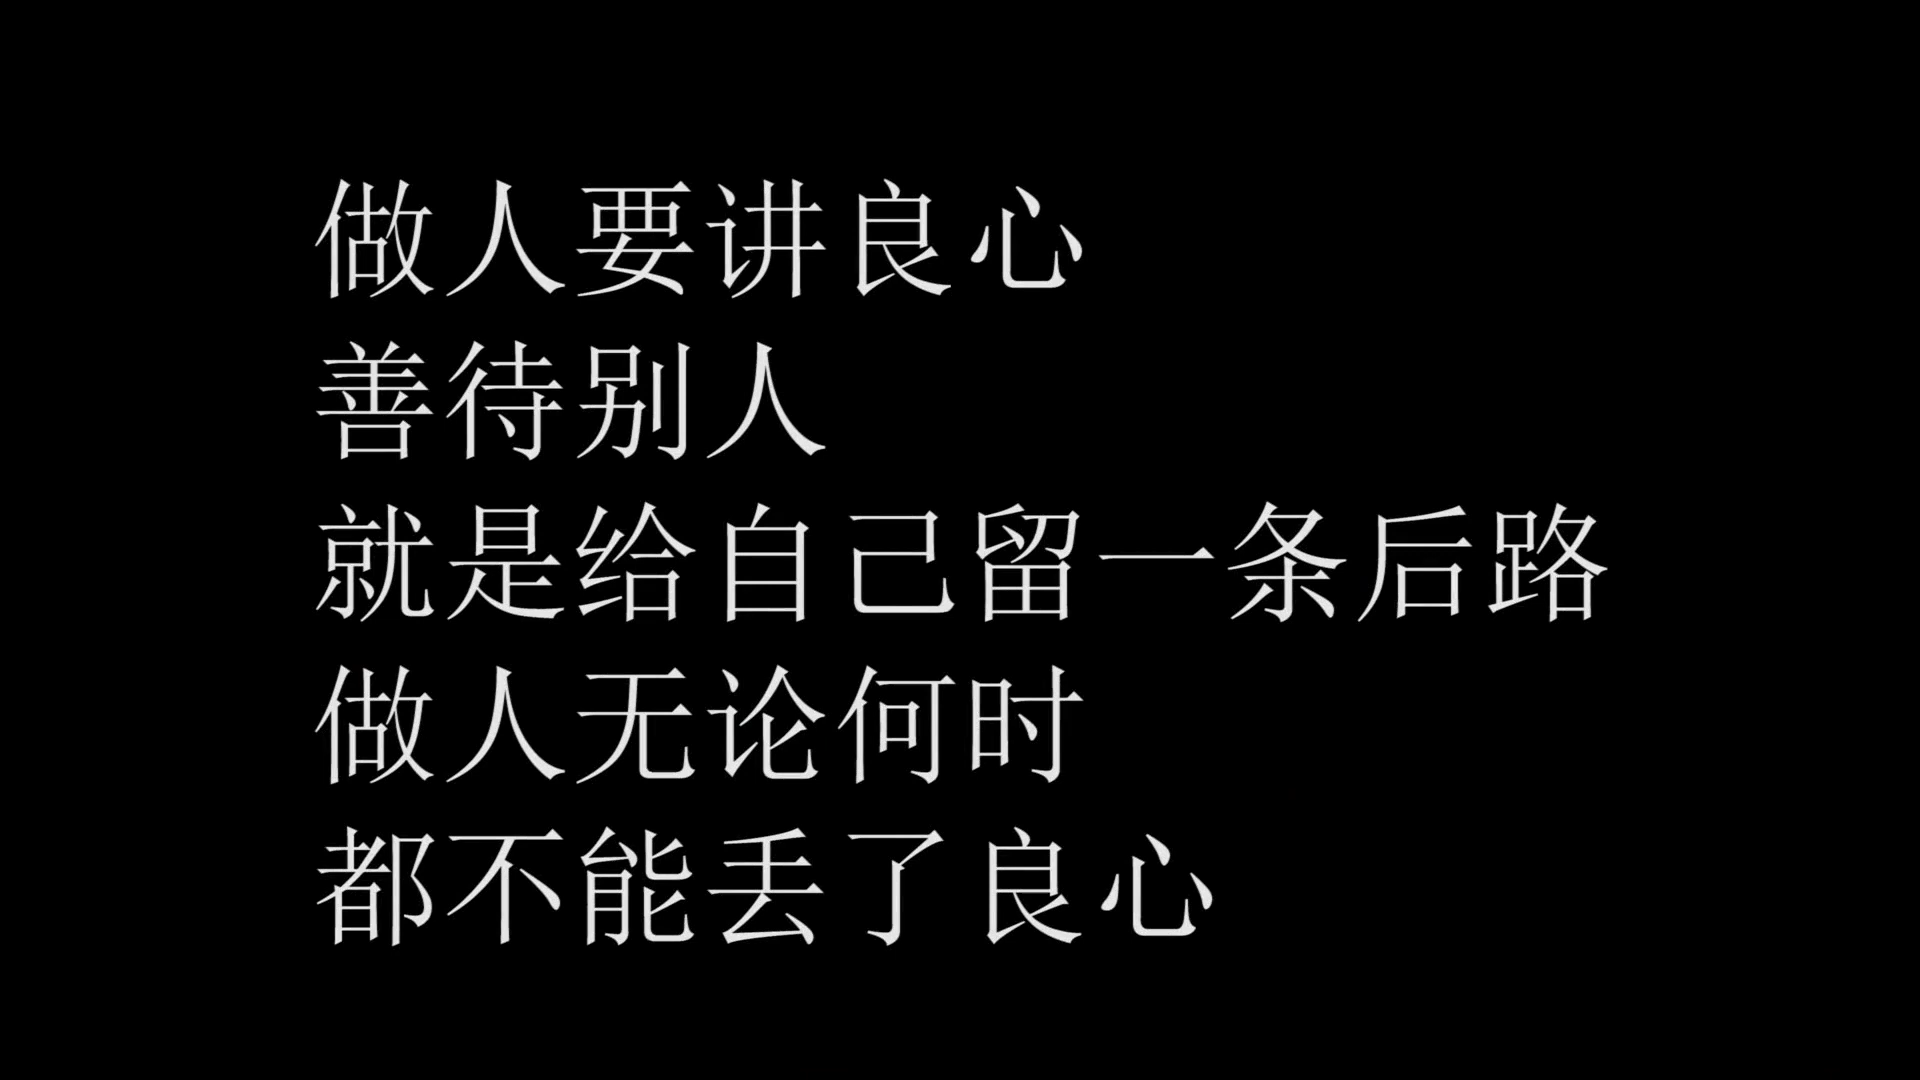 做人要讲良心
善待别人
就是给自己留一条后路
做人无论何时
都不能丢了良心